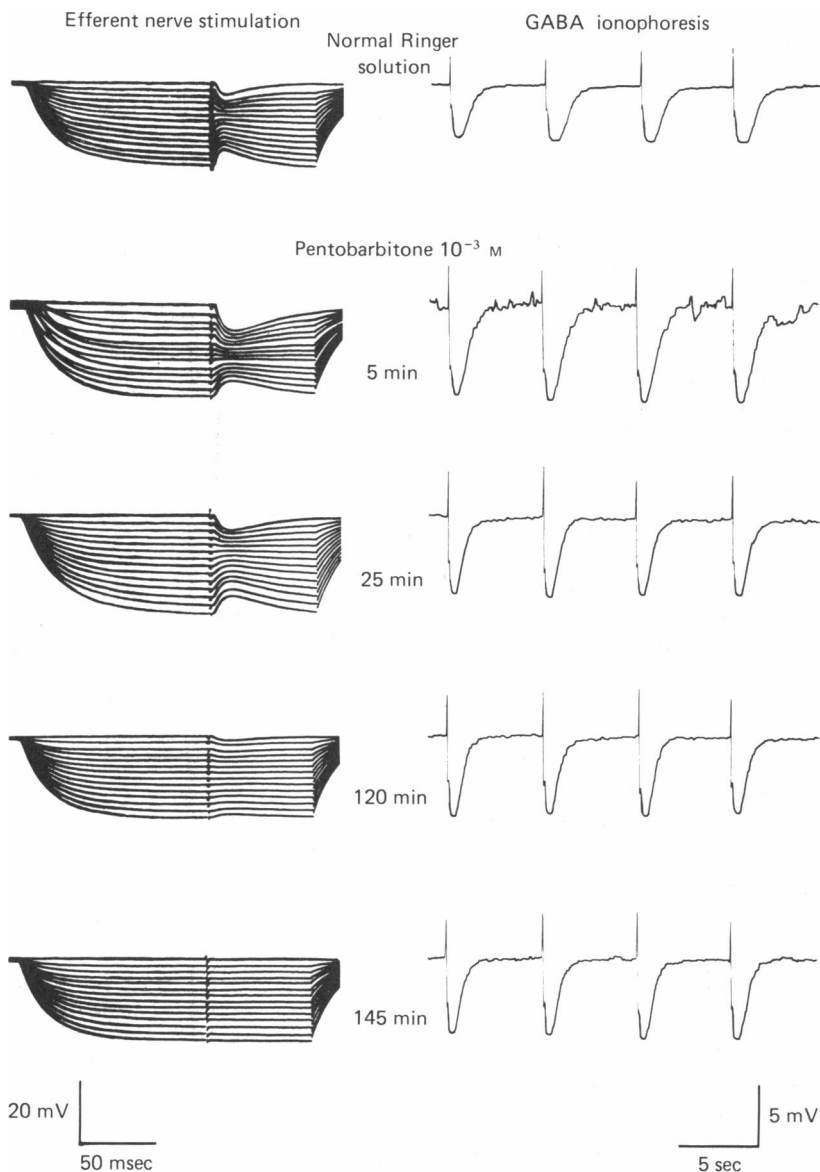 Efferent nerve stimulation
Normal Ringer
solution
GABA ionophoresis
Pentobarbitone 10⁻³ M
5 min
25 min
120 min
145 min
20 mV
50 msec
5 mV
5 sec